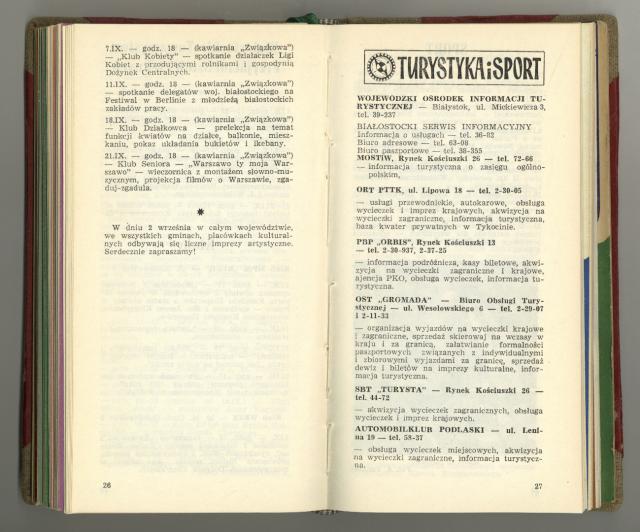 7.IX. — godz. 18 — (kawiarnia „Związkowa”)
— „Klub Kobiety” — spotkanie działaczek Ligi
Kobiet z przodującymi rolnikami i gospodynią
Dożynek Centralnych.
11.IX. — godz. 18 — (kawiarnia „Związkowa”)
— spotkanie delegatów woj. białostockiego na
Festiwal w Berlinie z młodzieżą białostockich
zakładów pracy.
18.IX. — godz. 18 — (kawiarnia „Związkowa”)
— Klub Działkowca — prelekcja na temat
funkcji kwiatów na działce, balkonie, miesz-
kaniu, pokaz układania bukietów i ikebany.
21.IX. — godz. 18 — (kawiarnia „Związkowa”)
— Klub Seniora — „Warszawo ty moja War-
szawo” — wieczornica z montażem słowno-mu-
zycznym, projekcja filmów o Warszawie, zga-
duj-zgadula.
W dniu 2 września w całym województwie,
we wszystkich gminach, placówkach kultural-
nych odbywają się liczne imprezy artystyczne.
Serdecznie zapraszamy!
26
TURYSTYKA i SPORT
WOJEWÓDZKI OŚRODEK INFORMACJI TU-
RYSTYCZNEJ — Białystok, ul. Mickiewicza 3,
tel. 39-237
BIAŁOSTOCKI SERWIS INFORMACYJNY
informacja o usługach — tel. 36-82
Biuro adresowe — tel. 63-08
Biuro paszportowe — tel. 38-355
MOSTIW, Rynek Kościuszki 26 — tel. 72-66
— informacja turystyczna o zasięgu ogólno-
polskim,
ORT PTTK, ul. Lipowa 18 — tel. 2-30-05
— usługi przewodnickie, autokarowe, obsługa
wycieczek i imprez krajowych, akwizycja na
wycieczki zagraniczne, informacja turystyczna,
baza kwater prywatnych w Tykocinie.
PBP „ORBIS”, Rynek Kościuszki 13
— tel. 2-30-937, 2-37-25
— informacja podróżnicza, kasy biletowe, akwi-
zycja na wycieczki zagraniczne i krajowe,
ajencja PKO, obsługa wycieczek, informacja tu-
rystyczna.
OST „GROMADA” — Biuro Obsługi Tury-
stycznej — ul. Wesołowskiego 6 — tel. 2-29-07
i 2-11-33
— organizacja wyjazdów na wycieczki krajowe
i zagraniczne, sprzedaż skierowań na wczasy w
kraju i za granicą, załatwianie formalności
paszportowych związanych z indywidualnymi
i zbiorowymi wyjazdami za granicę, sprzedaż
dewiz i biletów na imprezy kulturalne, infor-
macja turystyczna.
SBT „TURYSTA” — Rynek Kościuszki 26 —
tel. 44-72
— akwizycja wycieczek zagranicznych, obsługa
wycieczek i imprez krajowych.
AUTOMOBILKLUB PODLASKI — ul. Leni-
na 19 — tel. 58-37
— obsługa wycieczek miejscowych, akwizycja
na wycieczki zagraniczne, informacja turystycz-
na.
27